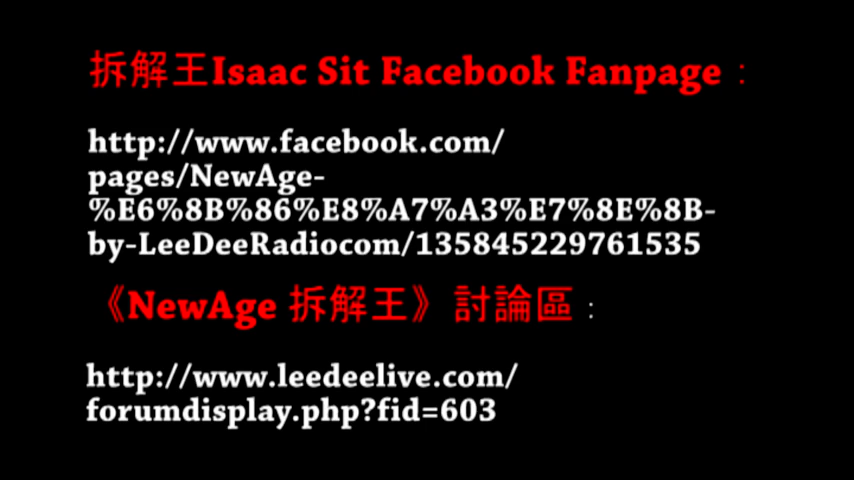 拆解王Isaac Sit Facebook Fanpage：
http://www.facebook.com/
pages/NewAge-
%E6%8B%86%E8%A7%A3%E7%8E%8B-
by-LeeDeeRadiocom/135845229761535
《NewAge 拆解王》討論區：
http://www.leedeelive.com/
forumdisplay.php?fid=603